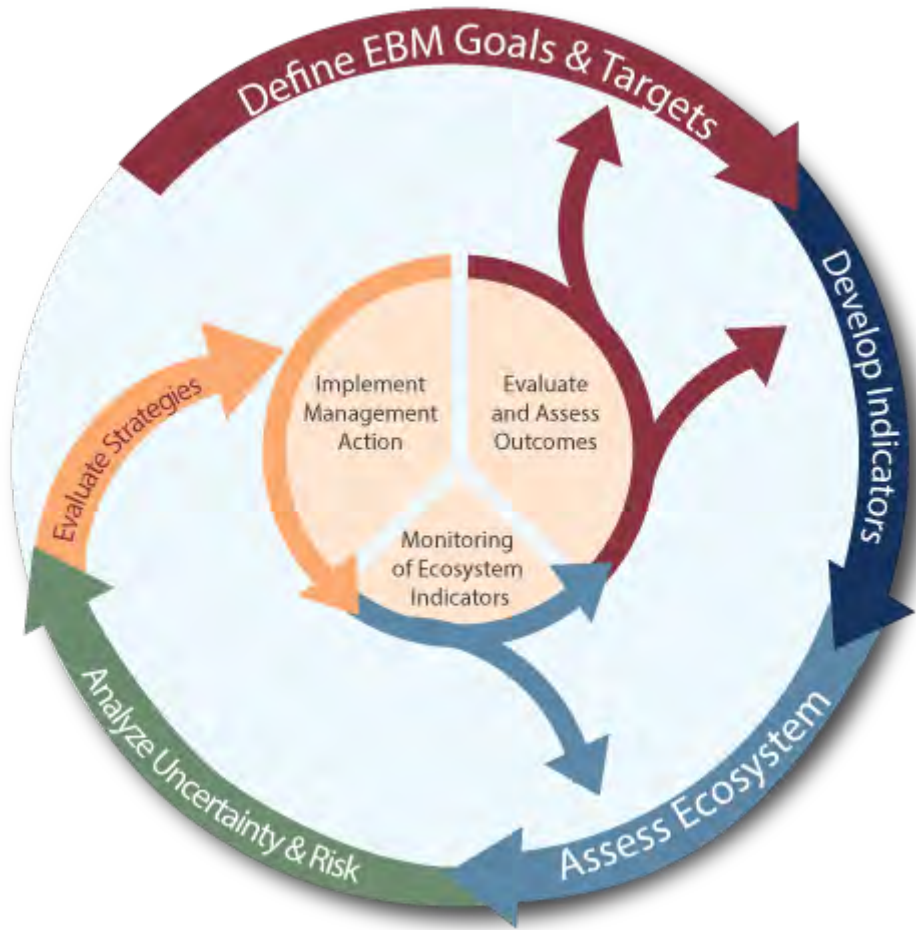 Define EBM Goals & Targets
Develop Indicators
Assess Ecosystem
Analyze Uncertainty & Risk
Evaluate Strategies
Implement
Management
Action
Evaluate
and Assess
Outcomes
Monitoring
of Ecosystem
Indicators